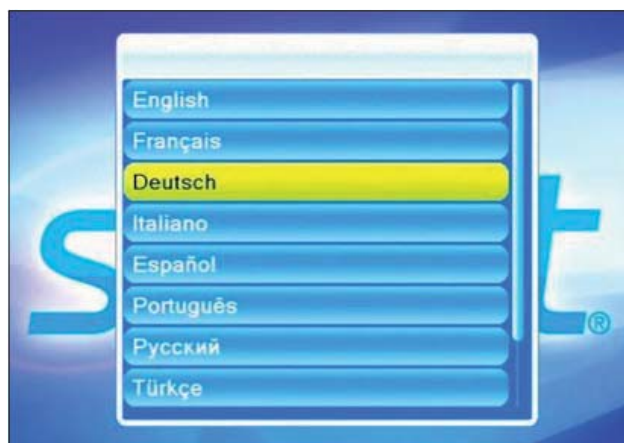 English
Français
Deutsch
Italiano
Español
Português
Русский
Türkçe
®